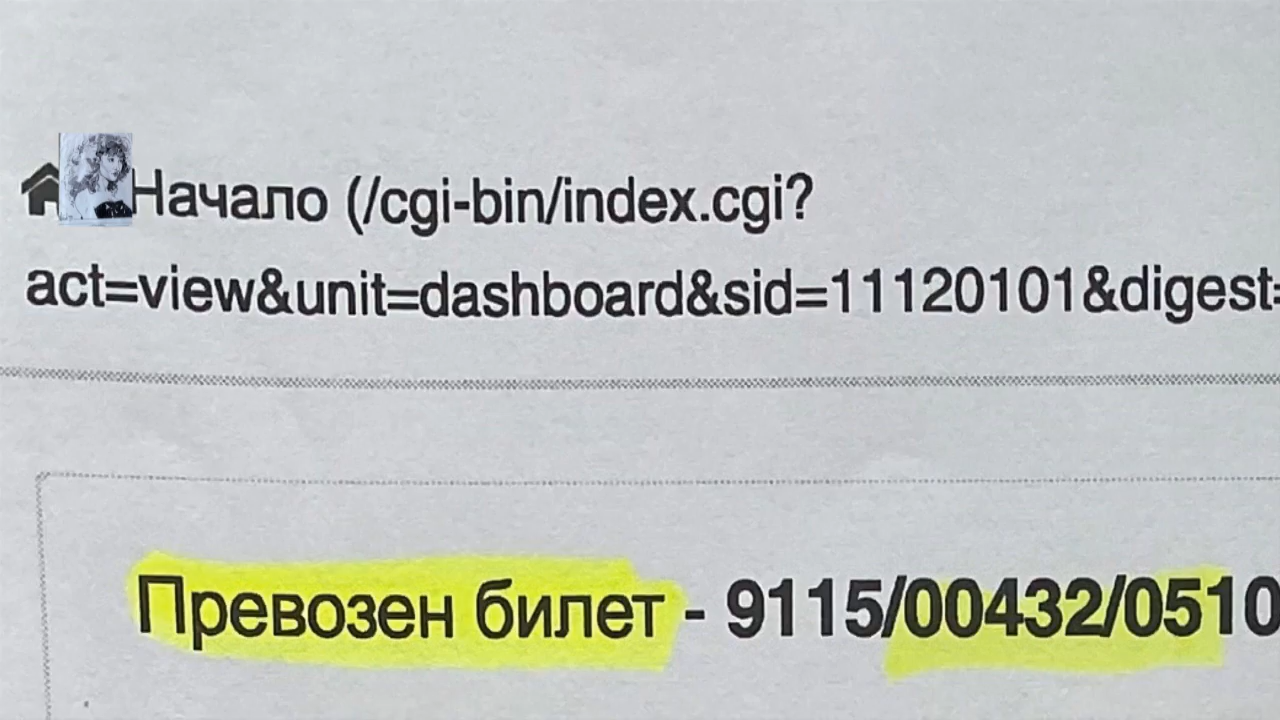 Начало (/cgi-bin/index.cgi?
act=view&unit=dashboard&sid=11120101&digest=
Превозен билет - 9115/00432/0510